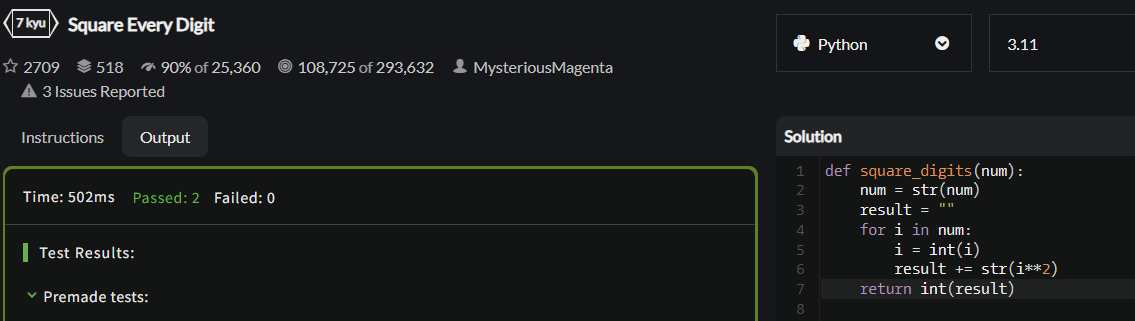 7 kyu Square Every Digit
2709 518 90% of 25,360 108,725 of 293,632 MysteriousMagenta
3 Issues Reported
Instructions Output
Time: 502ms Passed: 2 Failed: 0
Test Results:
Premade tests:
Python 3.11
Solution
1 def square_digits(num):
2     num = str(num)
3     result = ""
4     for i in num:
5         i = int(i)
6         result += str(i**2)
7     return int(result)
8